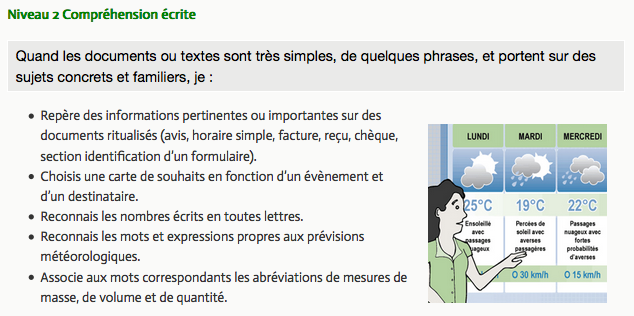 Niveau 2 Compréhension écrite
Quand les documents ou textes sont très simples, de quelques phrases, et portent sur des
sujets concrets et familiers, je :
• Repère des informations pertinentes ou importantes sur des
documents ritualisés (avis, horaire simple, facture, reçu, chèque,
section identification d'un formulaire).
• Choisis une carte de souhaits en fonction d'un évènement et
d'un destinataire.
• Reconnais les nombres écrits en toutes lettres.
• Reconnais les mots et expressions propres aux prévisions
météorologiques.
• Associe aux mots correspondants les abréviations de mesures de
masse, de volume et de quantité.
LUNDI MARDI MERCREDI
25°C 19°C 22°C
Ensoleillé
avec
passages
nuageux
Percées de
soleil avec
averses
passagères
Passages
nuageux avec
fortes
probabilités
d'averses
O 30 km/h O 15 km/h